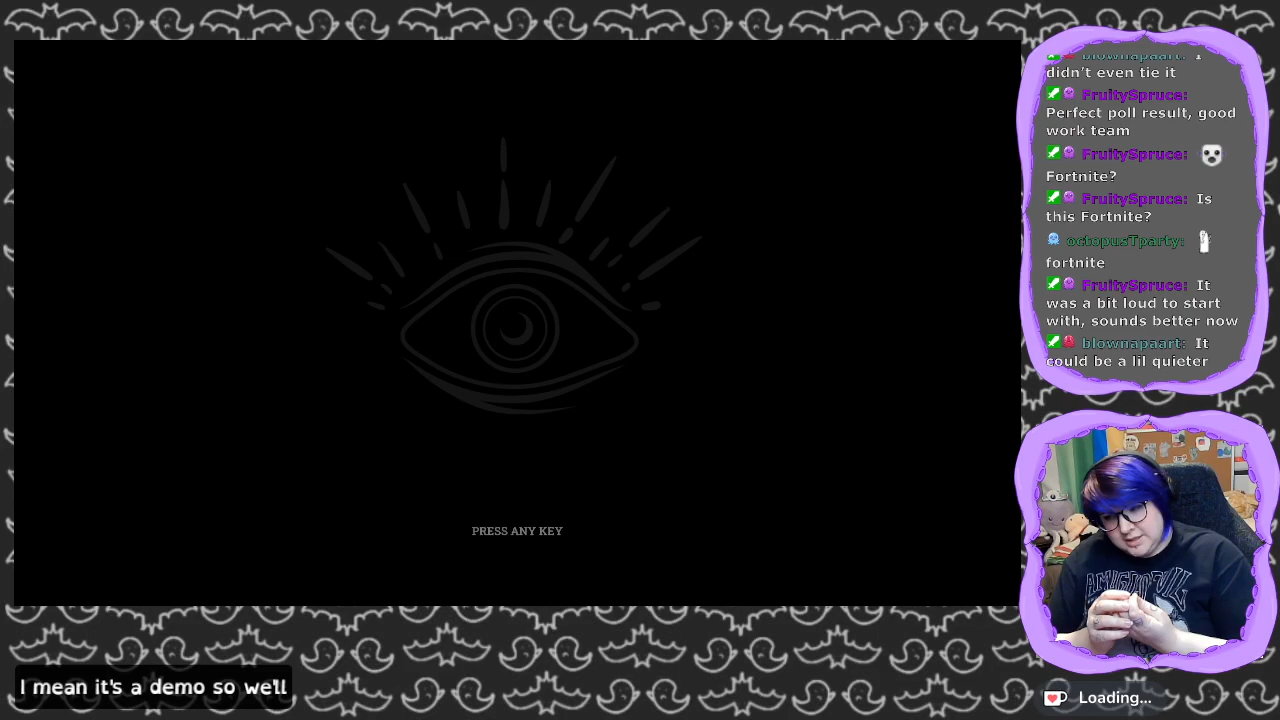 PRESS ANY KEY
didn't even tie it
FruitySpruce:
Perfect poll result, good
work team
FruitySpruce:
Fortnite?
FruitySpruce: Is
this Fortnite?
octopusTparty:
fortnite
FruitySpruce: It
was a bit loud to start
with, sounds better now
blownapaart: It
could be a lil quieter
I mean it's a demo so we'll
Loading...